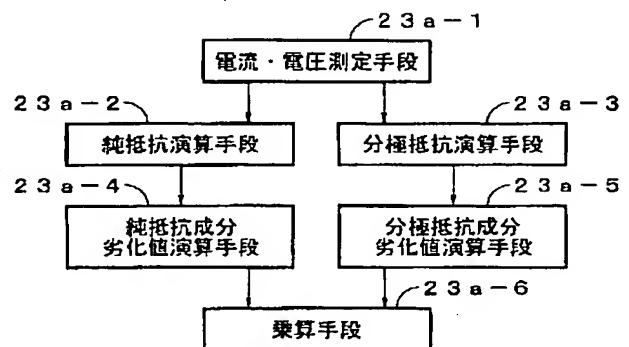 23a-1
電流・電圧測定手段
23a-2
23a-3
純抵抗演算手段
分極抵抗演算手段
23a-4
23a-5
純抵抗成分
劣化値演算手段
分極抵抗成分
劣化値演算手段
23a-6
乗算手段